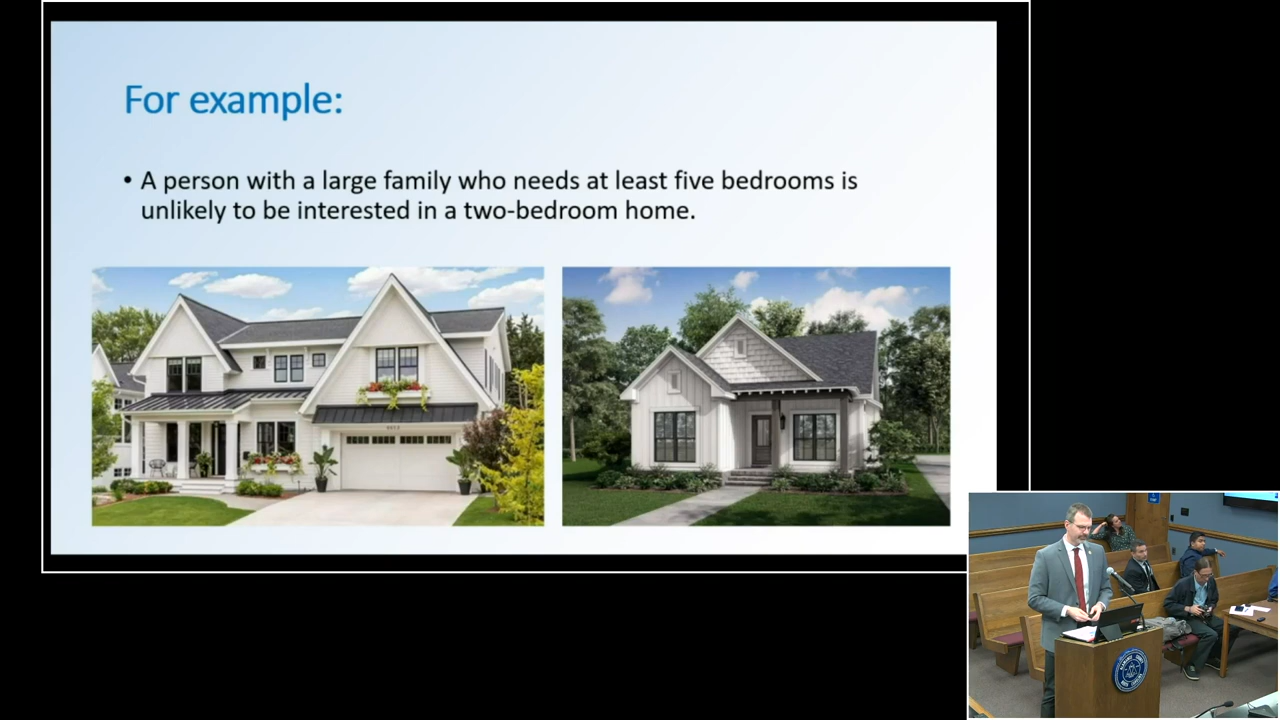 For example:
• A person with a large family who needs at least five bedrooms is
unlikely to be interested in a two-bedroom home.